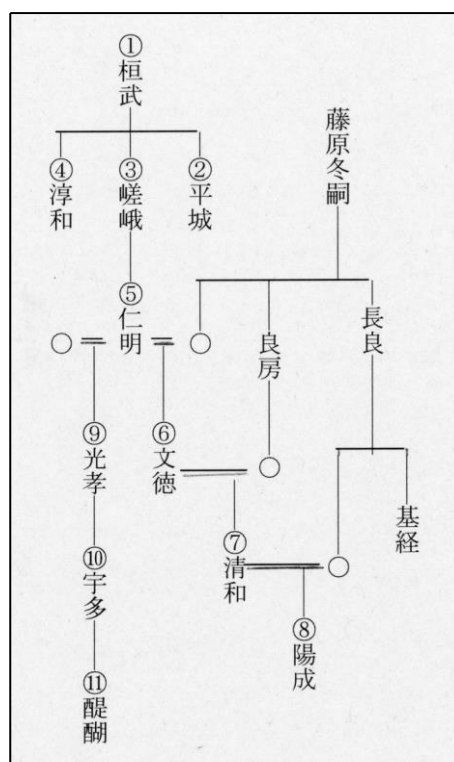 ①桓武
藤原冬嗣
②平城
③嵯峨
④淳和
⑤仁明
長良
良房
○
○
⑥文徳
⑨光孝
○
基経
⑦清和
○
⑩宇多
⑧陽成
⑪醍醐